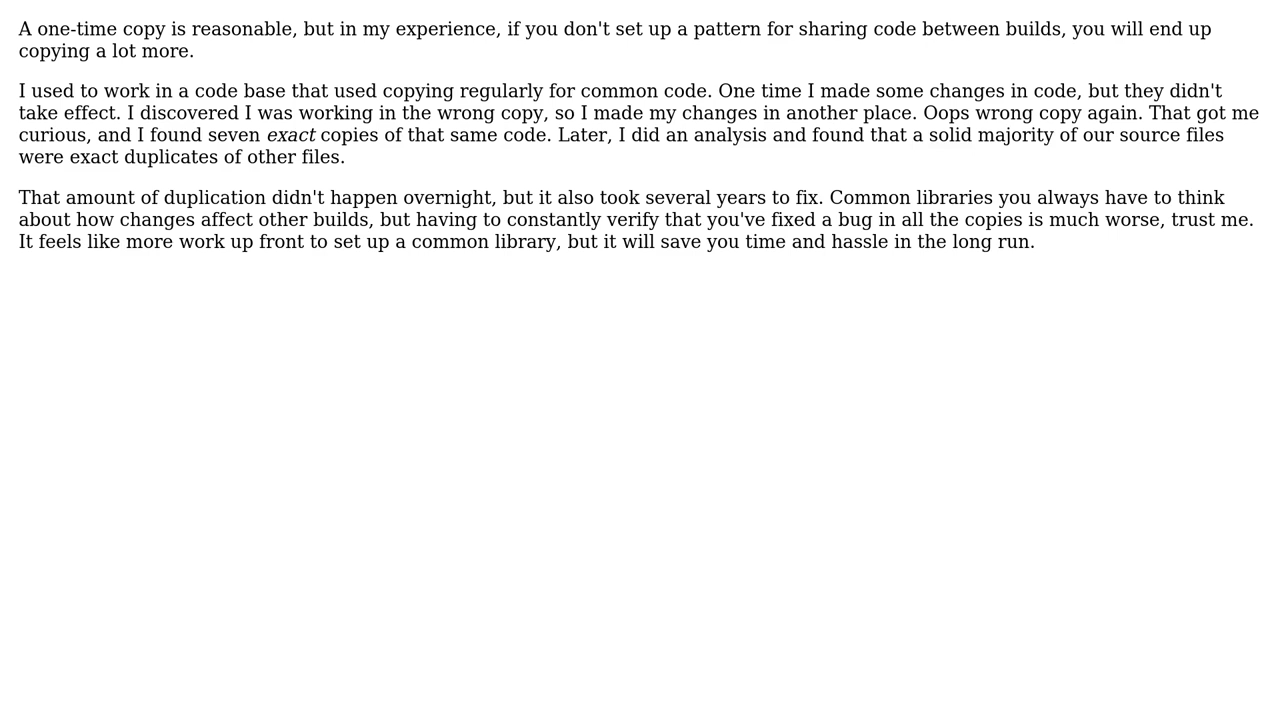 A one-time copy is reasonable, but in my experience, if you don't set up a pattern for sharing code between builds, you will end up
copying a lot more.
I used to work in a code base that used copying regularly for common code. One time I made some changes in code, but they didn't
take effect. I discovered I was working in the wrong copy, so I made my changes in another place. Oops wrong copy again. That got me
curious, and I found seven exact copies of that same code. Later, I did an analysis and found that a solid majority of our source files
were exact duplicates of other files.
That amount of duplication didn't happen overnight, but it also took several years to fix. Common libraries you always have to think
about how changes affect other builds, but having to constantly verify that you've fixed a bug in all the copies is much worse, trust me.
It feels like more work up front to set up a common library, but it will save you time and hassle in the long run.